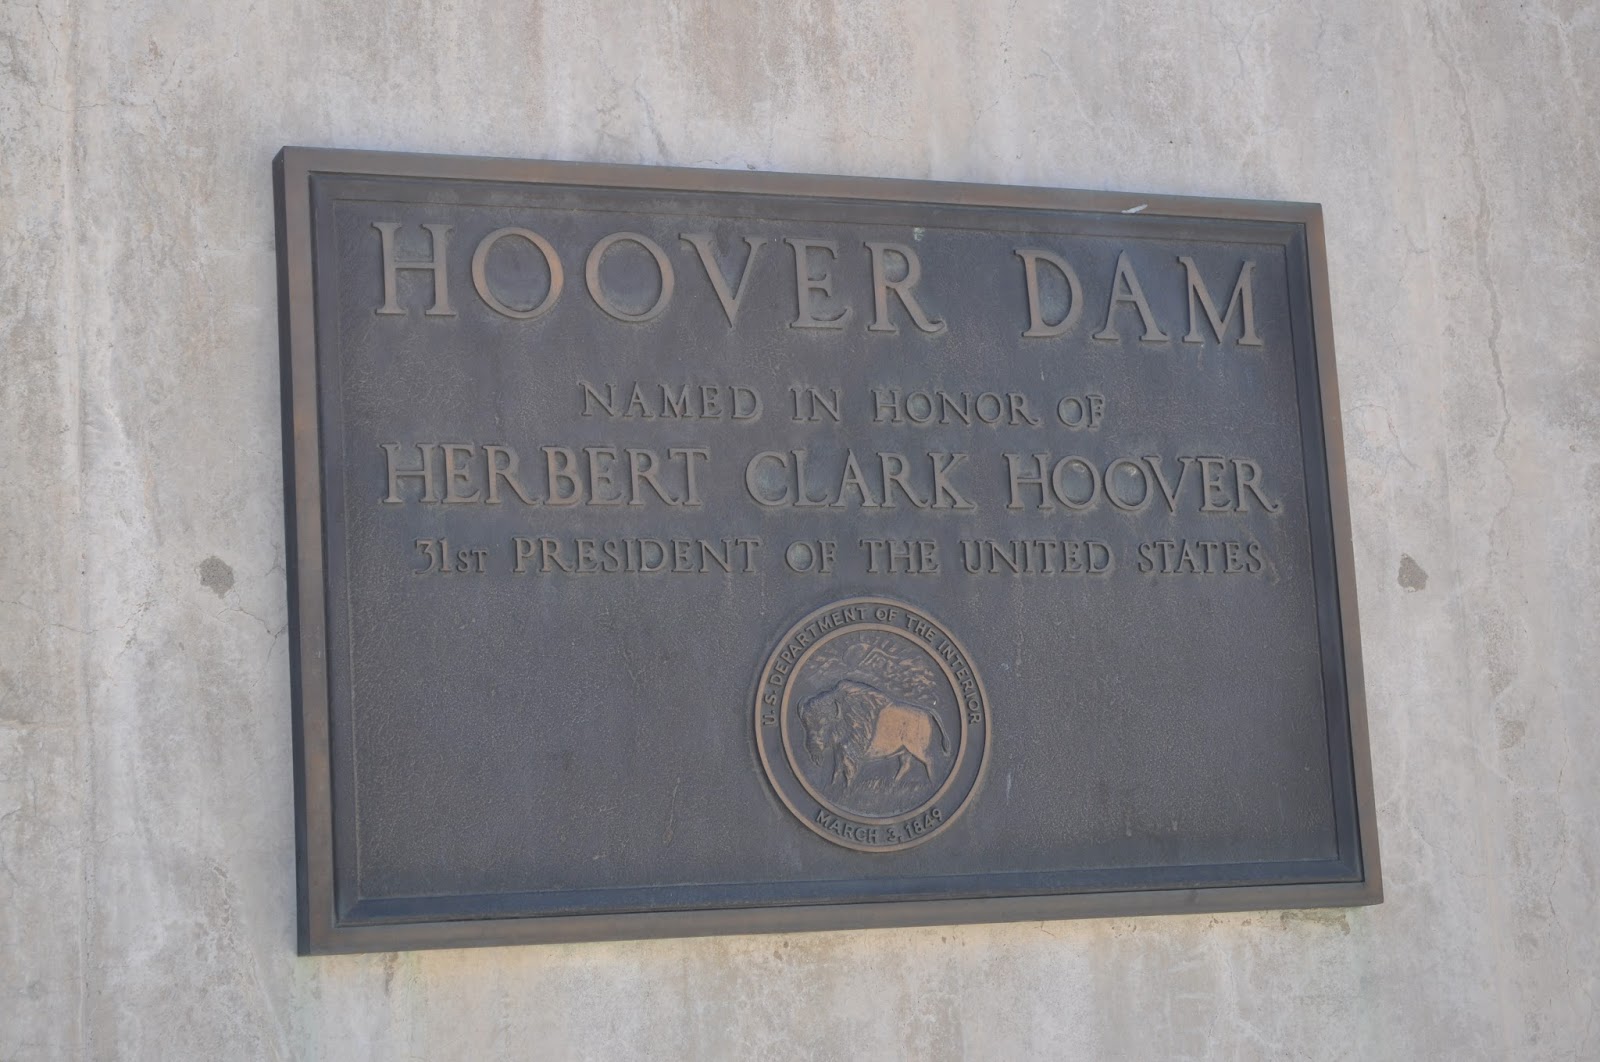 HOOVER DAM
NAMED IN HONOR OF
HERBERT CLARK HOOVER
31ST PRESIDENT OF THE UNITED STATES
U.S. DEPARTMENT OF THE INTERIOR
MARCH 3, 1849